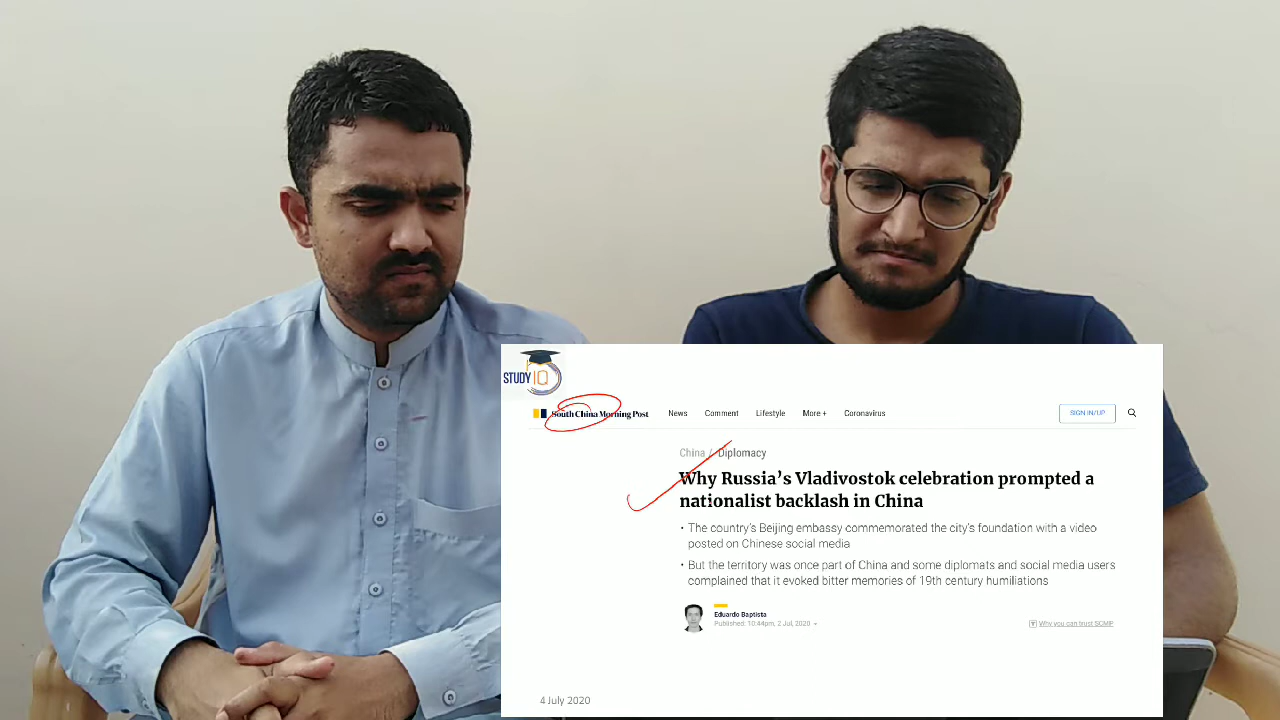 STUDY IQ
South China Morning Post News Comment Lifestyle More + Coronavirus SIGN IN/UP
China / Diplomacy
Why Russia's Vladivostok celebration prompted a
nationalist backlash in China
• The country's Beijing embassy commemorated the city's foundation with a video
posted on Chinese social media
• But the territory was once part of China and some diplomats and social media users
complained that it evoked bitter memories of 19th century humiliations
Eduardo Baptista
Published: 10:44pm, 2 Jul, 2020
Why you can trust SCMP
4 July 2020